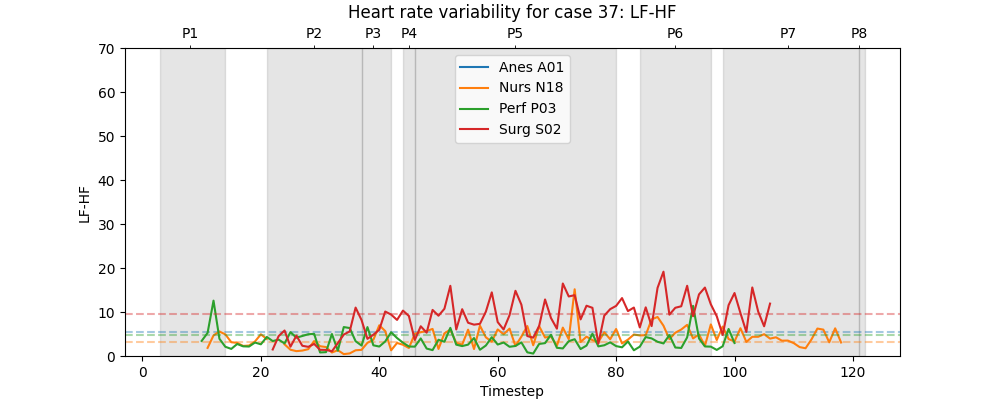 Heart rate variability for case 37: LF-HF
P1 P2 P3 P4 P5 P6 P7 P8
70
60
50
40
30
20
10
0
LF-HF
Anes A01
Nurs N18
Perf P03
Surg S02
0 20 40 60 80 100 120
Timestep